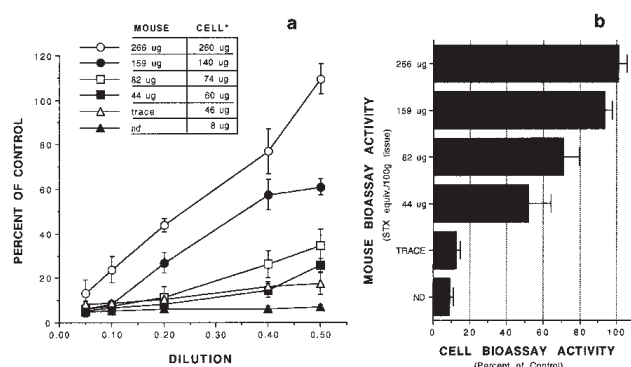 a
MOUSE CELL*
266 ug 260 ug
159 ug 140 ug
82 ug 74 ug
44 ug 60 ug
trace 46 ug
nd 8 ug
PERCENT OF CONTROL
120
100
80
60
40
20
0
0.00 0.10 0.20 0.30 0.40 0.50
DILUTION
b
MOUSE BIOASSAY ACTIVITY
(STX equiv./100g tissue)
266 ug
159 ug
82 ug
44 ug
TRACE
ND
0 20 40 60 80 100
CELL BIOASSAY ACTIVITY
(Percent of Control)